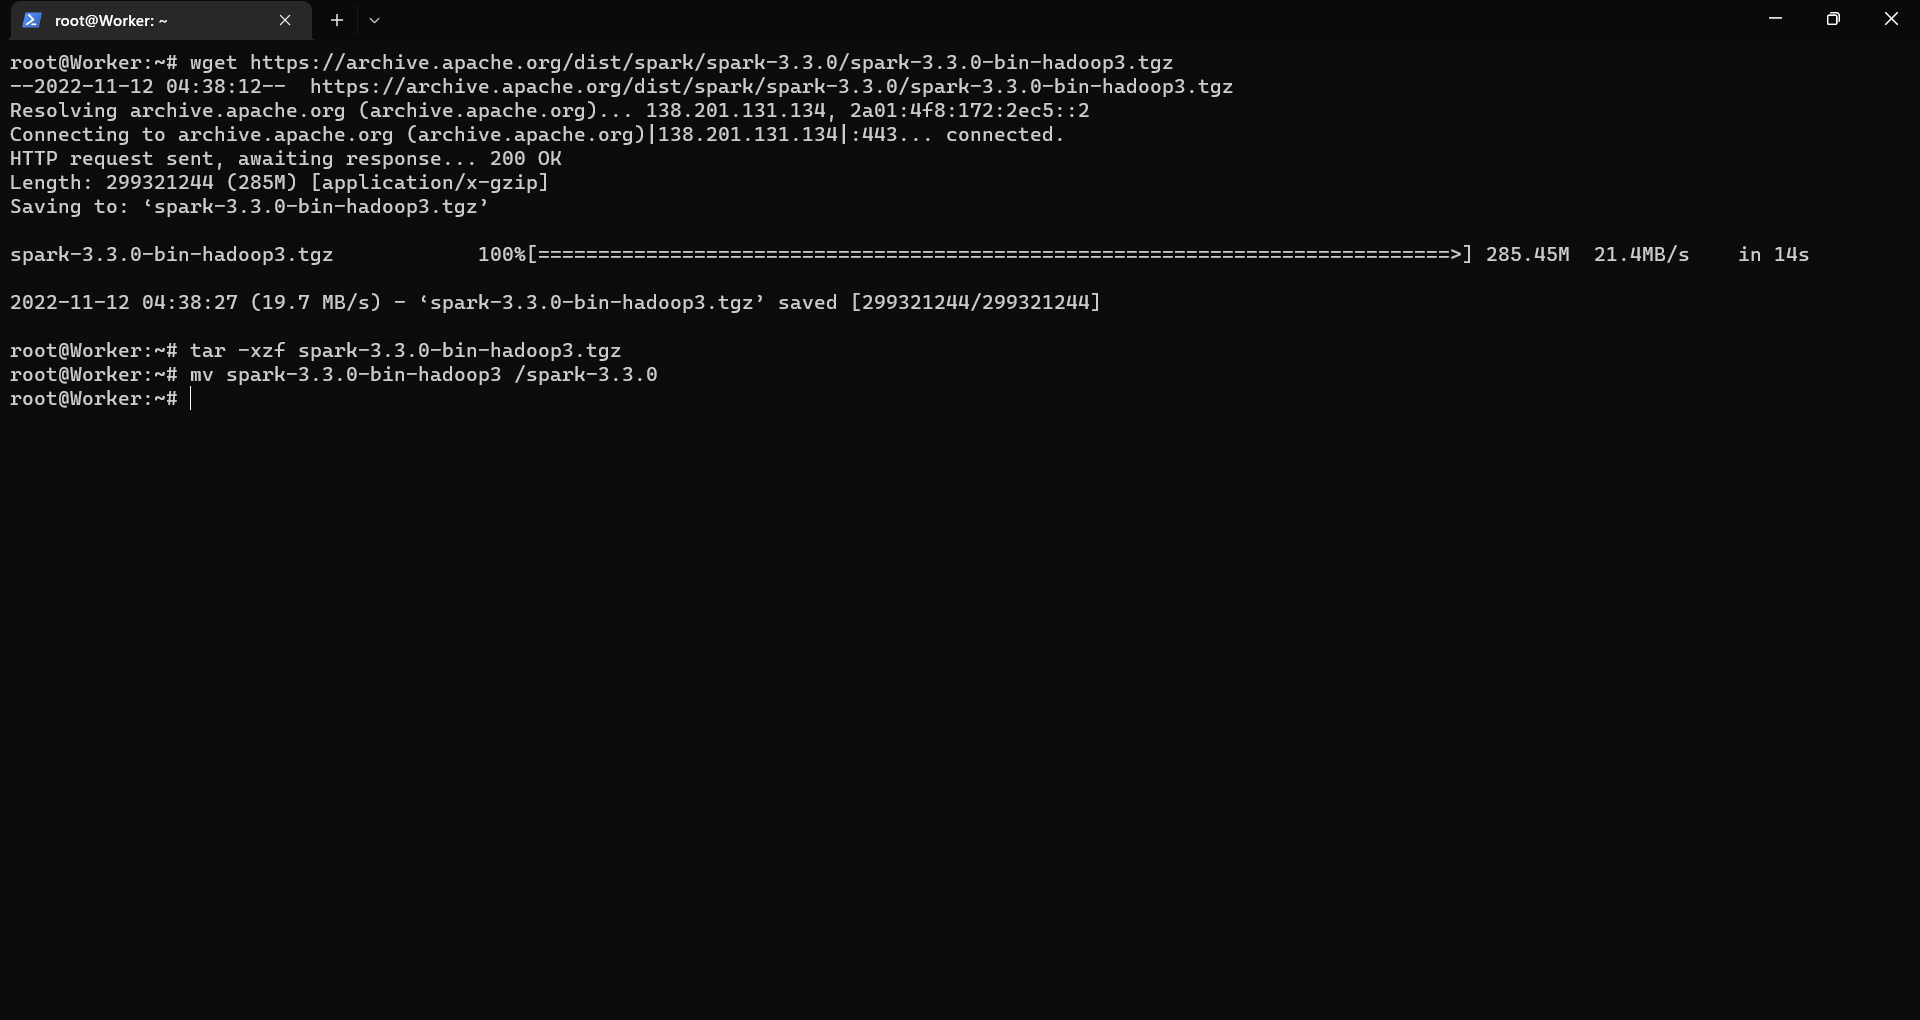 root@Worker: ~
root@Worker:~# wget https://archive.apache.org/dist/spark/spark-3.3.0/spark-3.3.0-bin-hadoop3.tgz
--2022-11-12 04:38:12--  https://archive.apache.org/dist/spark/spark-3.3.0/spark-3.3.0-bin-hadoop3.tgz
Resolving archive.apache.org (archive.apache.org)... 138.201.131.134, 2a01:4f8:172:2ec5::2
Connecting to archive.apache.org (archive.apache.org)|138.201.131.134|:443... connected.
HTTP request sent, awaiting response... 200 OK
Length: 299321244 (285M) [application/x-gzip]
Saving to: ‘spark-3.3.0-bin-hadoop3.tgz’
spark-3.3.0-bin-hadoop3.tgz            100%[============================================================================>] 285.45M  21.4MB/s    in 14s
2022-11-12 04:38:27 (19.7 MB/s) - ‘spark-3.3.0-bin-hadoop3.tgz’ saved [299321244/299321244]
root@Worker:~# tar -xzf spark-3.3.0-bin-hadoop3.tgz
root@Worker:~# mv spark-3.3.0-bin-hadoop3 /spark-3.3.0
root@Worker:~#